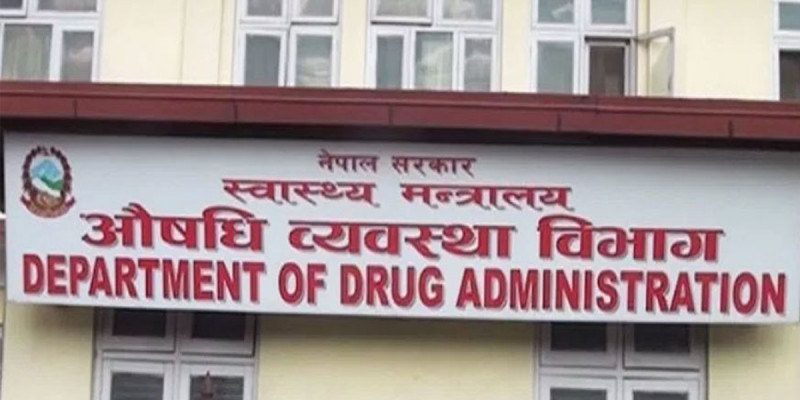 नेपाल सरकार
स्वास्थ्य मन्त्रालय
औषधि व्यवस्था विभाग
DEPARTMENT OF DRUG ADMINISTRATION